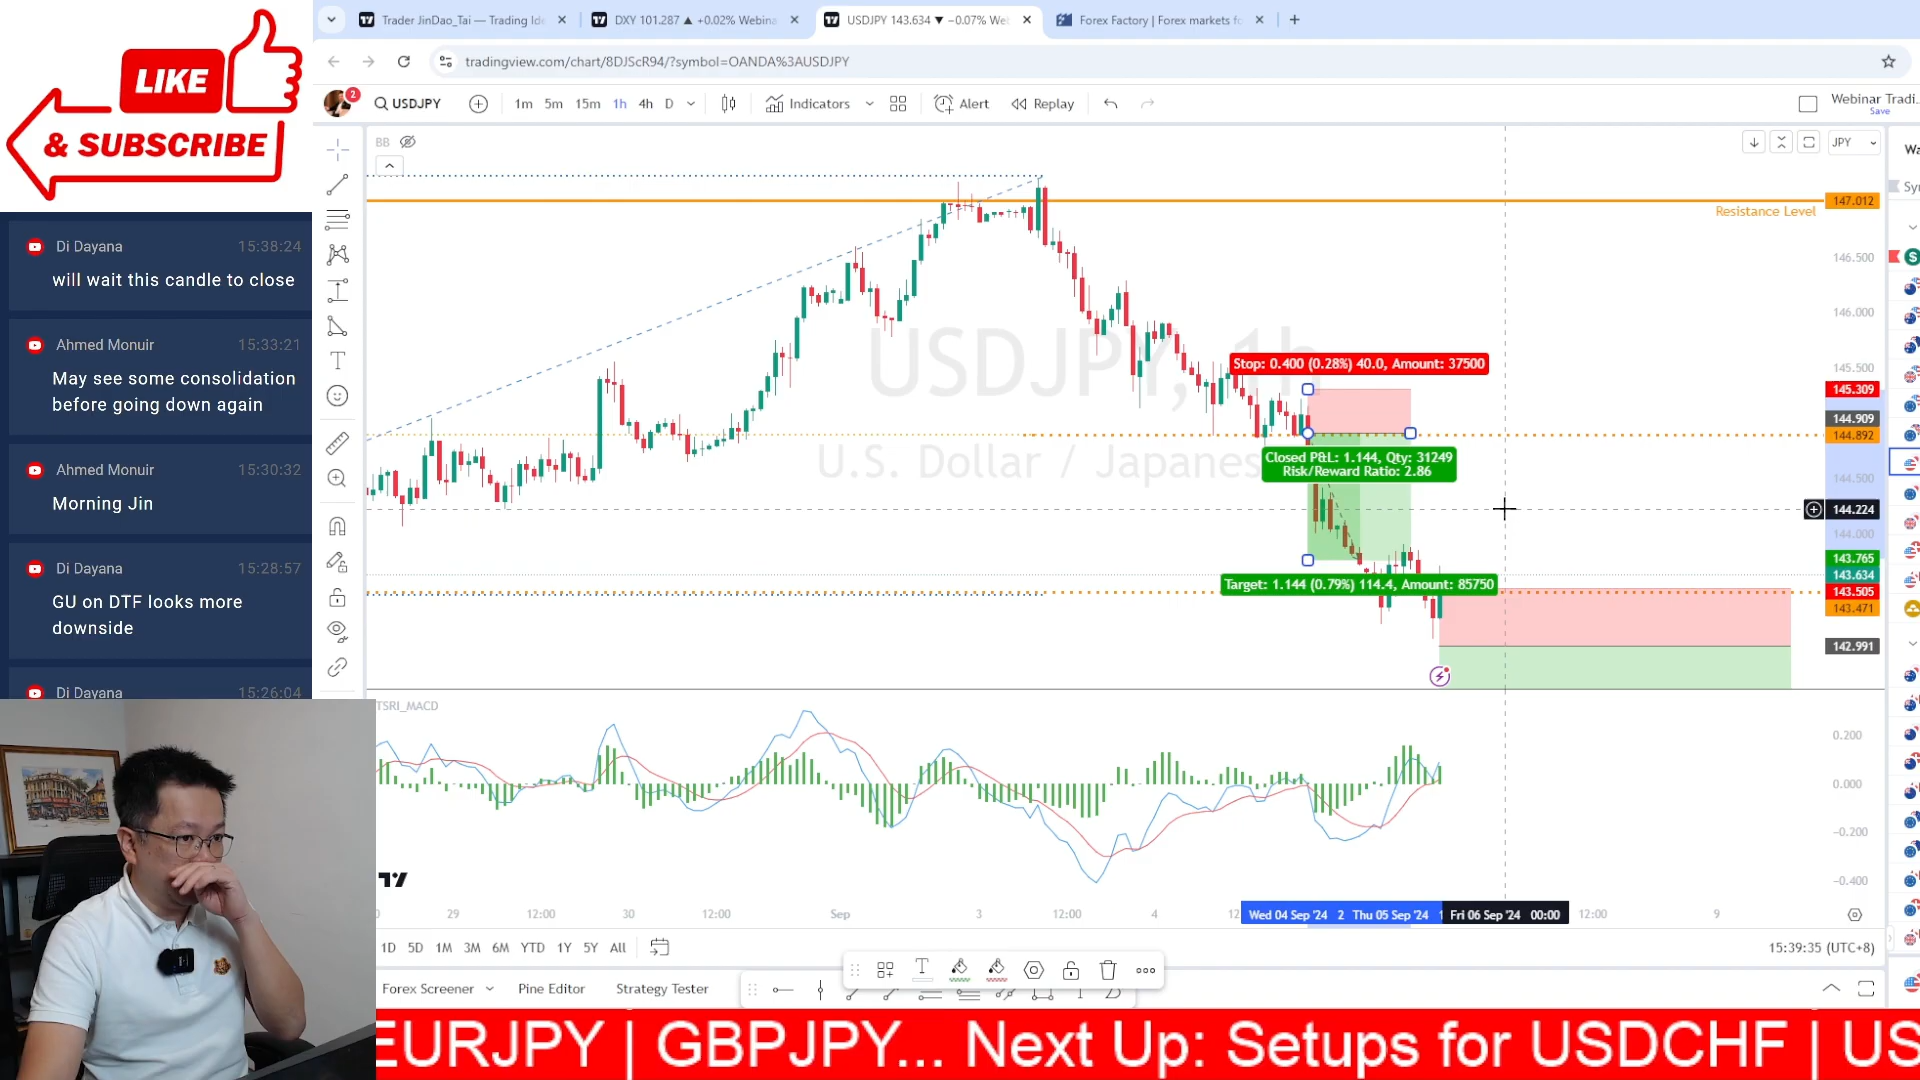 LIKE
& SUBSCRIBE
Di Dayana 15:38:24
will wait this candle to close
Ahmed Monuir 15:33:21
May see some consolidation
before going down again
Ahmed Monuir 15:30:32
Morning Jin
Di Dayana 15:28:57
GU on DTF looks more
downside
Di Dayana 15:26:04
Trader JinDao_Tai — Trading Ide
DXY 101.287 ▲ +0.02% Webina
USDJPY 143.634 ▼ −0.07% We
Forex Factory | Forex markets fo
tradingview.com/chart/8DJScR94/?symbol=OANDA%3AUSDJPY
2
USDJPY
1m 5m 15m 1h 4h D
Indicators
Alert
Replay
Webinar Tradi...
Save
BB
JPY
Wa
Sy
147.012
Resistance Level
146.500
146.000
145.500
145.309
144.909
144.892
144.500
144.224
144.000
143.765
143.634
143.505
143.471
142.991
USDJPY, 1h
U.S. Dollar / Japanes
Stop: 0.400 (0.28%) 40.0, Amount: 37500
Closed P&L: 1.144, Qty: 31249
Risk/Reward Ratio: 2.86
Target: 1.144 (0.79%) 114.4, Amount: 85750
TSRI_MACD
0.200
0.000
−0.200
−0.400
29 12:00 30 12:00 Sep 3 12:00 4 12 Wed 04 Sep '24 2 Thu 05 Sep '24 1 Fri 06 Sep '24 00:00 12:00 9
1D 5D 1M 3M 6M YTD 1Y 5Y All
15:39:35 (UTC+8)
Forex Screener
Pine Editor
Strategy Tester
EURJPY | GBPJPY... Next Up: Setups for USDCHF | US